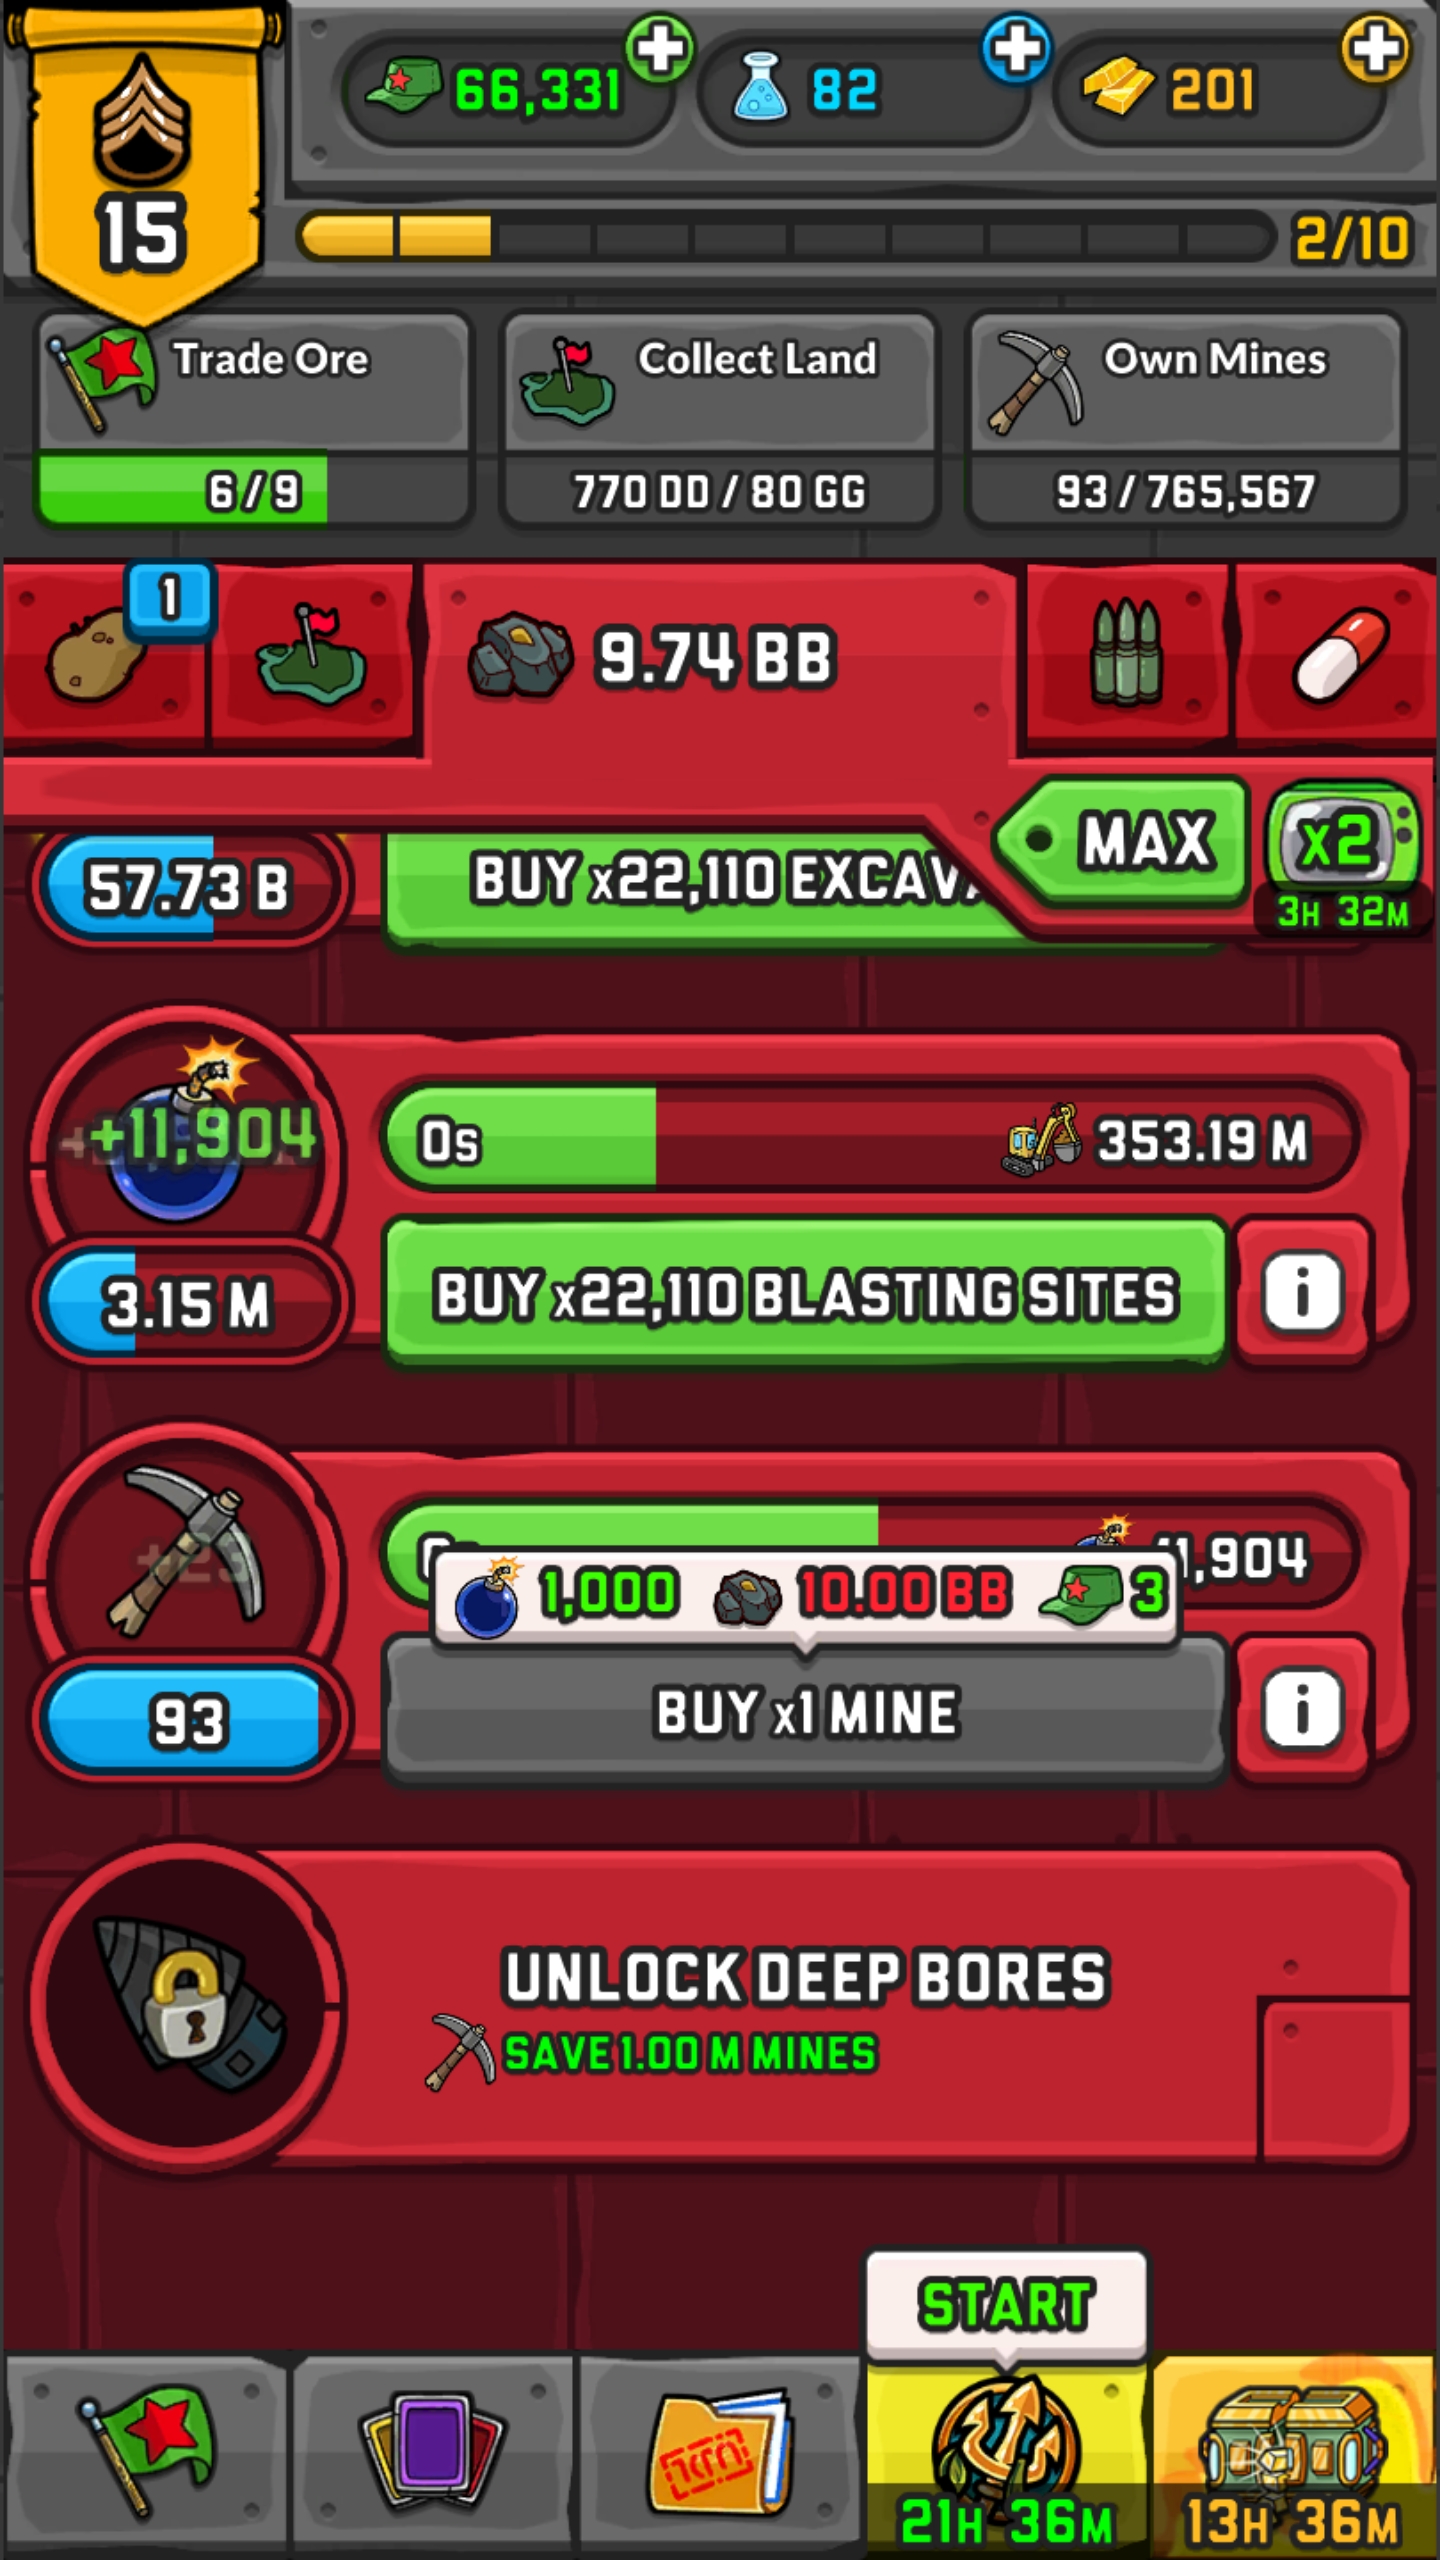 66,331
82
201
15
2/10
Trade Ore
6/9
Collect Land
770 DD / 80 GG
Own Mines
93 / 765,567
1
9.74 BB
MAX
x2
3H 32M
57.73 B
BUY x22,110
+11,904
0s
353.19 M
3.15 M
BUY x22,110 BLASTING SITES
i
+23
1,000
10.00 BB
3
93
BUY x1 MINE
i
UNLOCK DEEP BORES
SAVE 1.00 M MINES
START
21H 36M
13H 36M